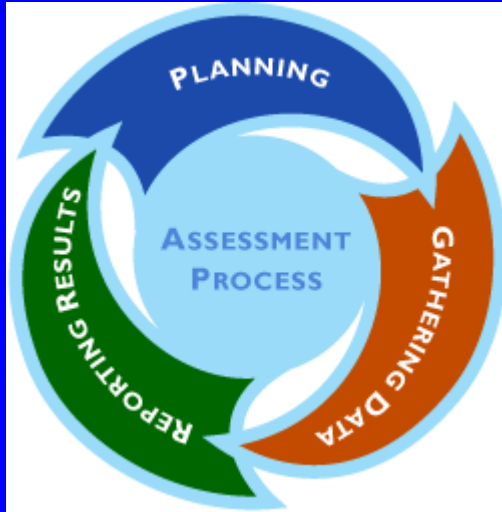 PLANNING
ASSESSMENT
PROCESS
GATHERING DATA
REPORTING RESULTS